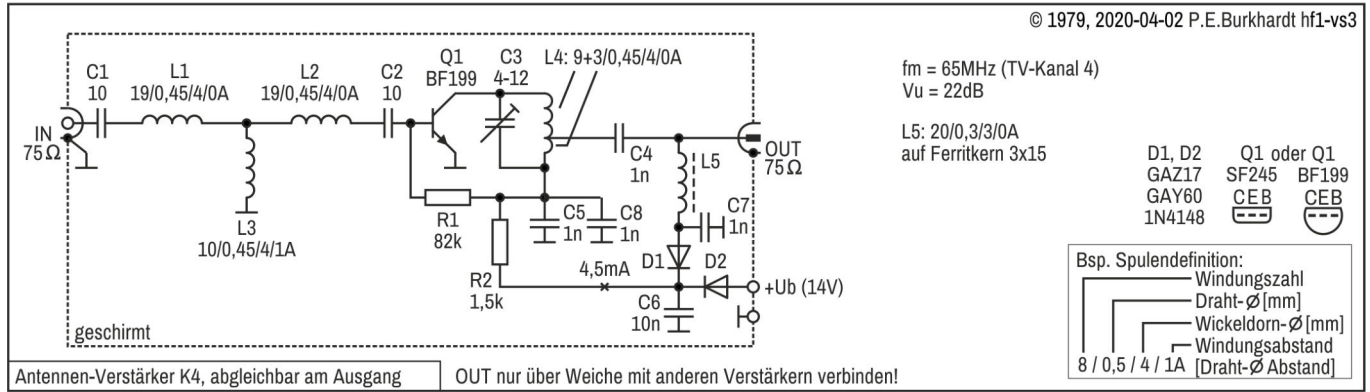 © 1979, 2020-04-02 P.E.Burkhardt hf1-vs3
C1
10
L1
19/0,45/4/0A
L2
19/0,45/4/0A
C2
10
Q1
BF199
C3
4-12
L4: 9+3/0,45/4/0A
IN
75Ω
L3
10/0,45/4/1A
R1
82k
R2
1,5k
C5
1n
C8
1n
C4
1n
L5
C7
1n
OUT
75Ω
D1
D2
4,5mA
C6
10n
+Ub (14V)
geschirmt
fm = 65MHz (TV-Kanal 4)
Vu = 22dB
L5: 20/0,3/3/0A
auf Ferritkern 3x15
D1, D2
GAZ17
GAY60
1N4148
Q1 oder Q1
SF245 BF199
CEB CEB
Bsp. Spulendefinition:
Windungszahl
Draht-Ø [mm]
Wickeldorn-Ø [mm]
Windungsabstand
8 / 0,5 / 4 / 1A [Draht-Ø Abstand]
Antennen-Verstärker K4, abgleichbar am Ausgang
OUT nur über Weiche mit anderen Verstärkern verbinden!